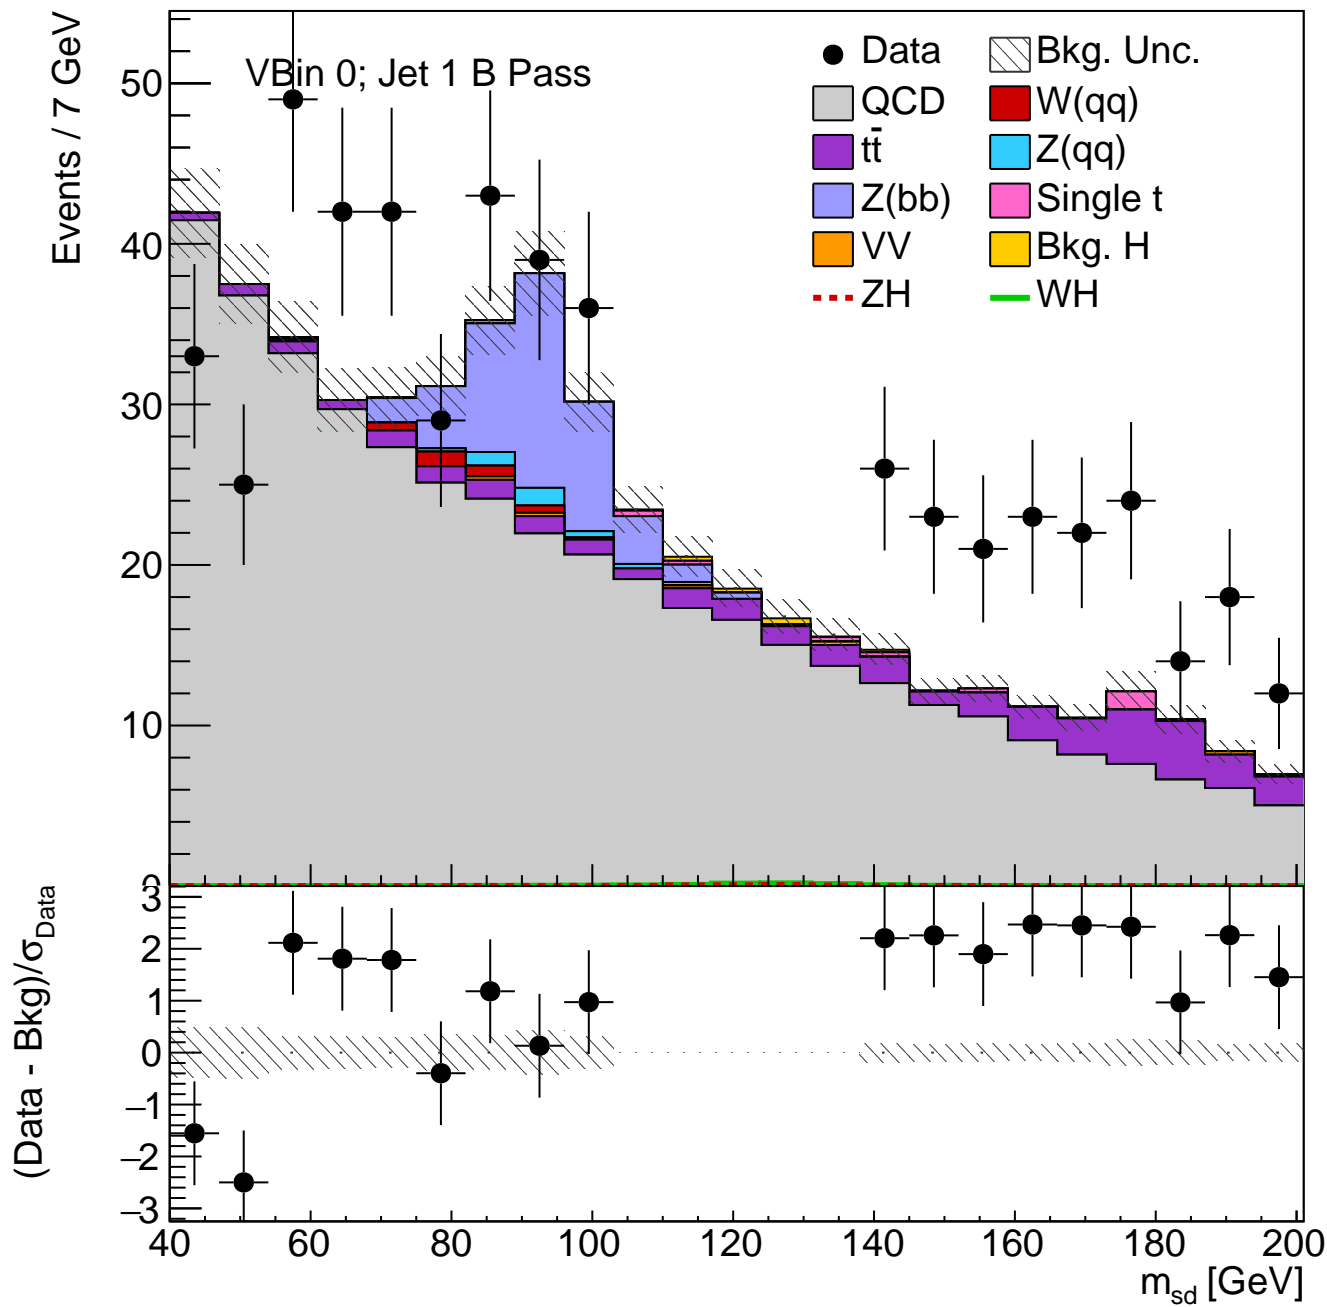 Events / 7 GeV
VBin 0; Jet 1 B Pass
Data
Bkg. Unc.
QCD
W(qq)
tt̄
Z(qq)
Z(bb)
Single t
VV
Bkg. H
ZH
WH
50
40
30
20
10
(Data - Bkg)/σData
3
2
1
0
−1
−2
−3
40 60 80 100 120 140 160 180 200
msd [GeV]